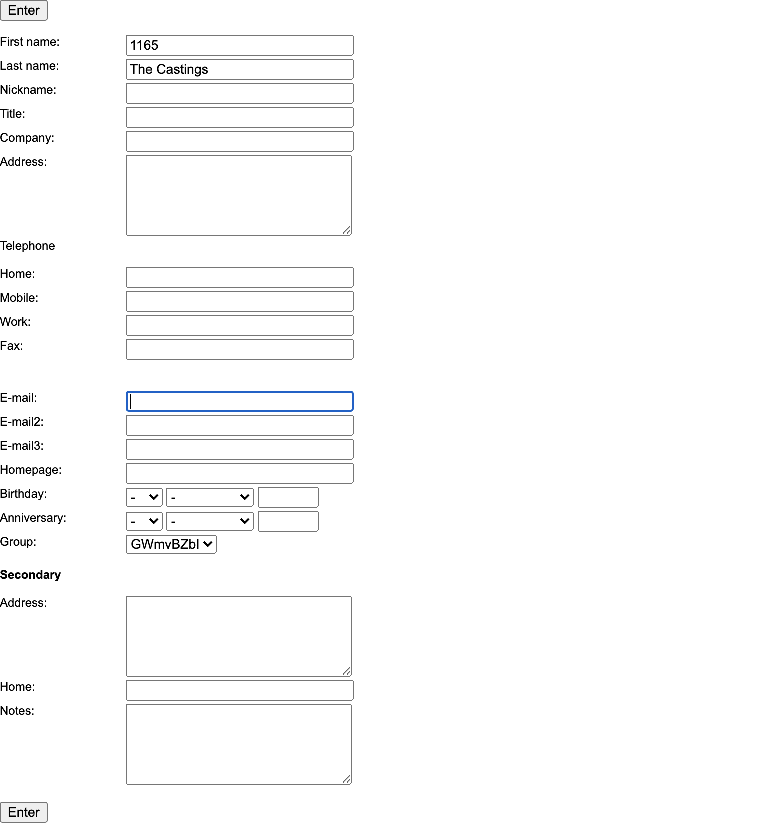 Enter
First name: 1165
Last name: The Castings
Nickname:
Title:
Company:
Address:
Telephone
Home:
Mobile:
Work:
Fax:
E-mail:
E-mail2:
E-mail3:
Homepage:
Birthday: - -
Anniversary: - -
Group: GWmvBZbl
Secondary
Address:
Home:
Notes:
Enter